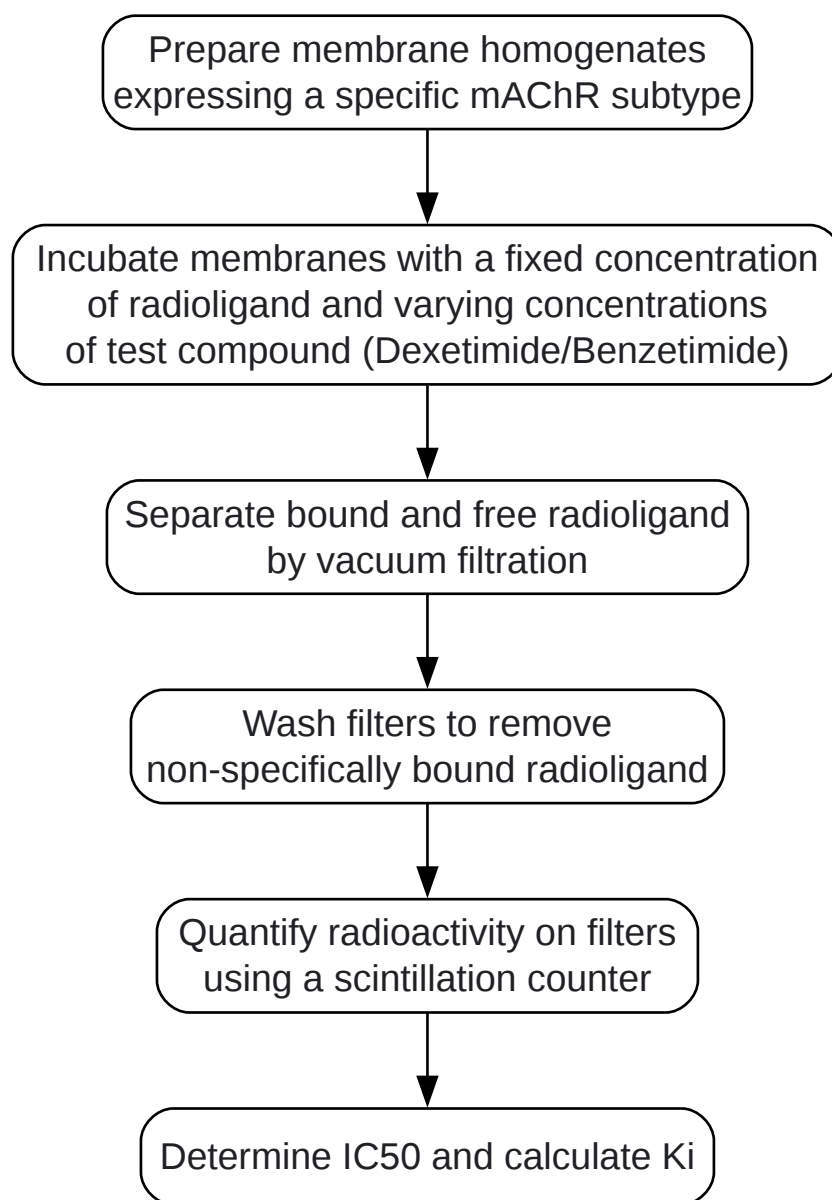 Prepare membrane homogenates
expressing a specific mAChR subtype
Incubate membranes with a fixed concentration
of radioligand and varying concentrations
of test compound (Dexetimide/Benzetimide)
Separate bound and free radioligand
by vacuum filtration
Wash filters to remove
non-specifically bound radioligand
Quantify radioactivity on filters
using a scintillation counter
Determine IC50 and calculate Ki